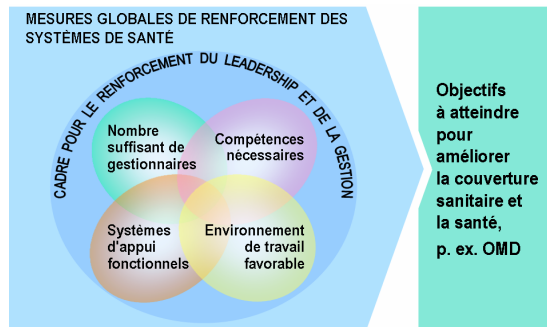 MESURES GLOBALES DE RENFORCEMENT DES
SYSTÈMES DE SANTÉ
CADRE POUR LE RENFORCEMENT DU LEADERSHIP ET DE LA GESTION
Nombre
suffisant de
gestionnaires
Compétences
nécessaires
Systèmes
d'appui
fonctionnels
Environnement
de travail
favorable
Objectifs
à atteindre
pour
améliorer
la couverture
sanitaire et
la santé,
p. ex. OMD